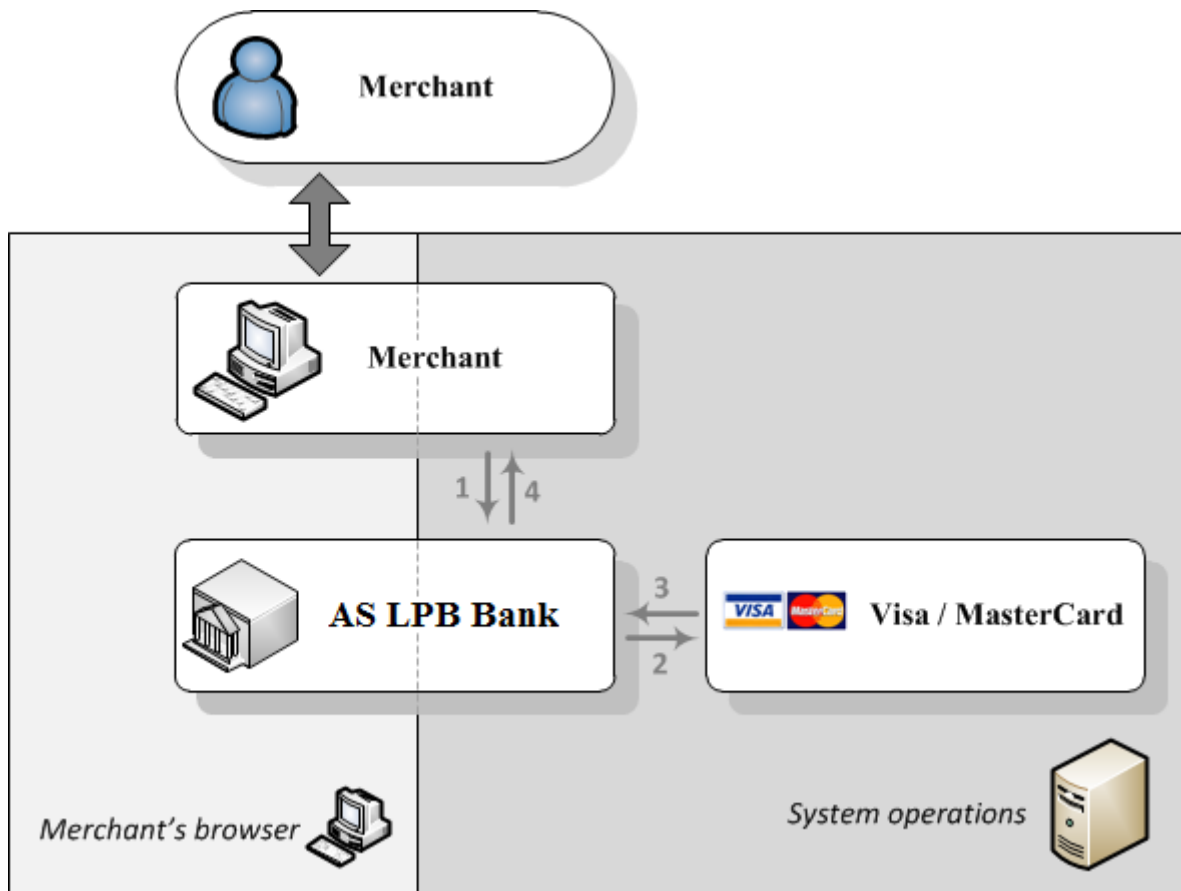 Merchant
Merchant
1
4
AS LPB Bank
3
2
VISA
MasterCard
Visa / MasterCard
Merchant’s browser
System operations